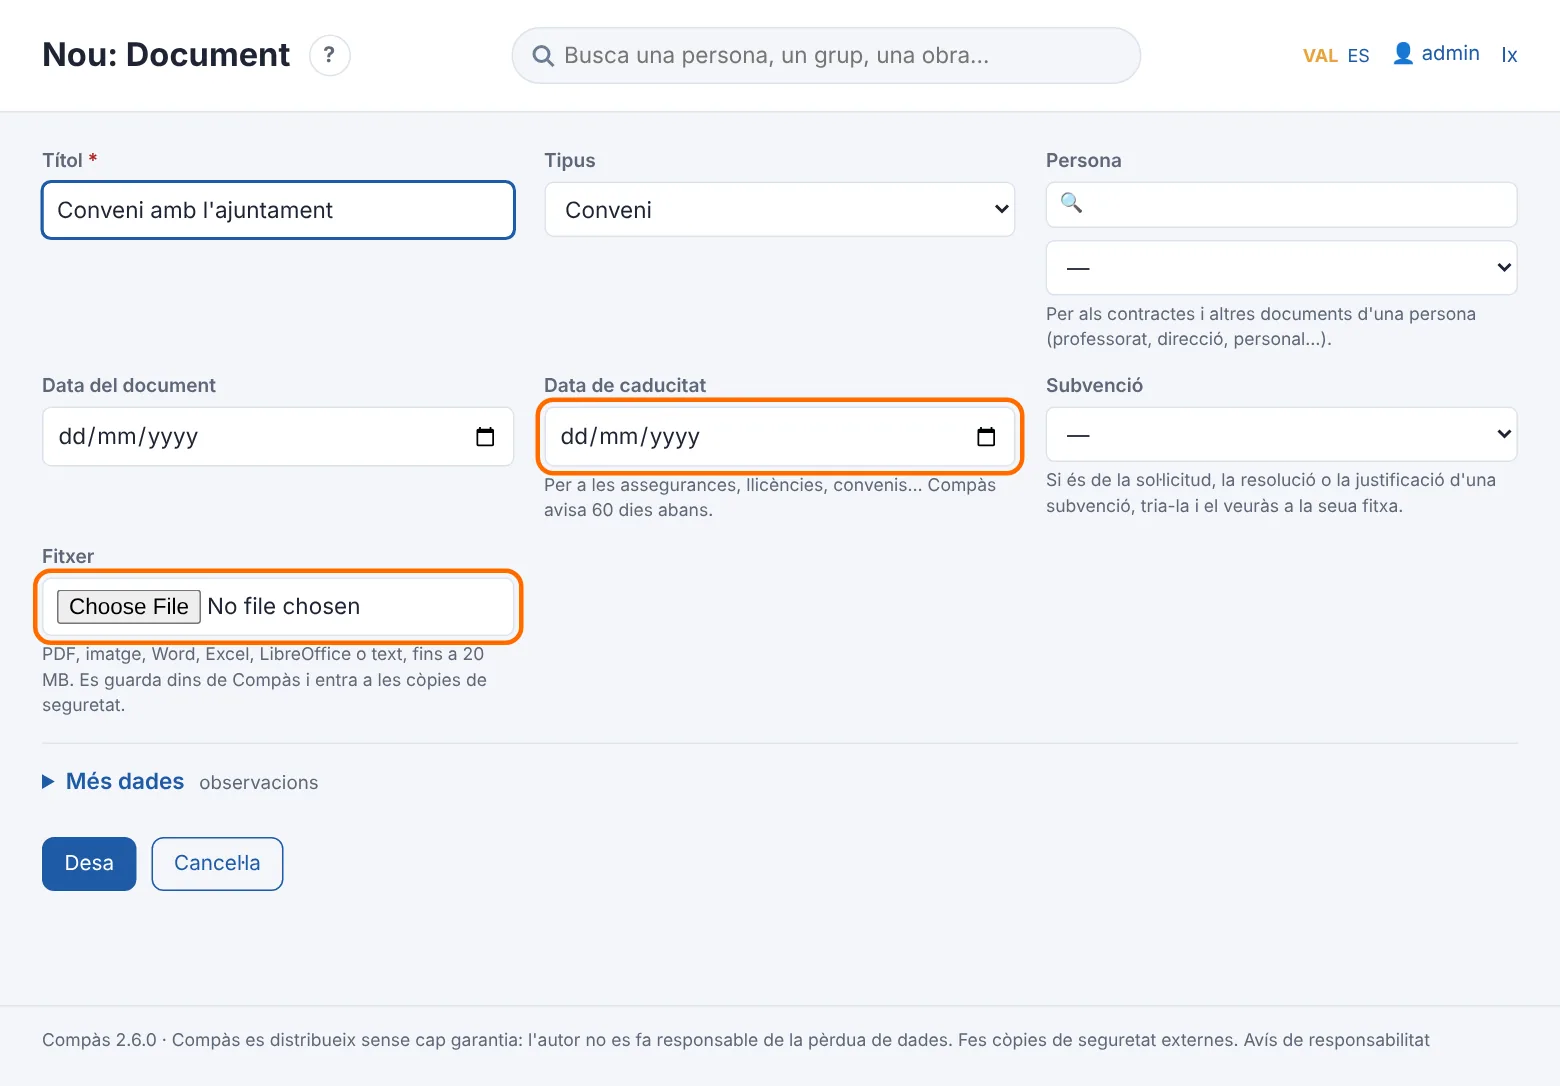 Nou: Document ?
Busca una persona, un grup, una obra...
VAL ES admin Ix
Títol *
Conveni amb l'ajuntament
Tipus
Conveni
Persona
—
Per als contractes i altres documents d'una persona
(professorat, direcció, personal...).
Data del document
dd/mm/yyyy
Data de caducitat
dd/mm/yyyy
Per a les assegurances, llicències, convenis... Compàs
avisa 60 dies abans.
Subvenció
—
Si és de la sol·licitud, la resolució o la justificació d'una
subvenció, tria-la i el veuràs a la seua fitxa.
Fitxer
Choose File No file chosen
PDF, imatge, Word, Excel, LibreOffice o text, fins a 20
MB. Es guarda dins de Compàs i entra a les còpies de
seguretat.
Més dades observacions
Desa Cancel·la
Compàs 2.6.0 · Compàs es distribueix sense cap garantia: l'autor no es fa responsable de la pèrdua de dades. Fes còpies de seguretat externes. Avís de responsabilitat